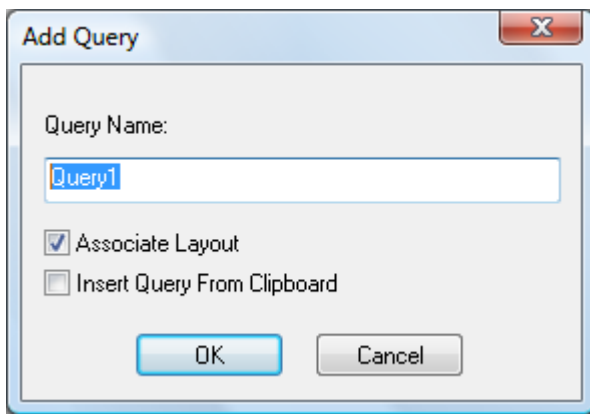 Add Query
Query Name:
Query1
Associate Layout
Insert Query From Clipboard
OK Cancel